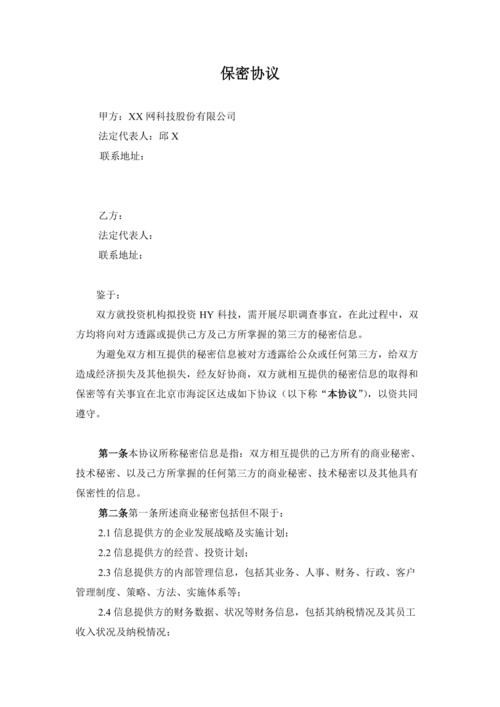 保密协议
甲方：XX 网科技股份有限公司
法定代表人：邱 X
联系地址：
乙方：
法定代表人：
联系地址：
鉴于：
双方就投资机构拟投资 HY 科技，需开展尽职调查事宜，在此过程中，双
方均将向对方透露或提供己方及己方所掌握的第三方的秘密信息。
为避免双方相互提供的秘密信息被对方透露给公众或任何第三方，给双方
造成经济损失及其他损失，经友好协商，双方就相互提供的秘密信息的取得和
保密等有关事宜在北京市海淀区达成如下协议（以下称“本协议”），以资共同
遵守。
第一条本协议所称秘密信息是指：双方相互提供的己方所有的商业秘密、
技术秘密、以及己方所掌握的任何第三方的商业秘密、技术秘密以及其他具有
保密性的信息。
第二条第一条所述商业秘密包括但不限于：
2.1 信息提供方的企业发展战略及实施计划；
2.2 信息提供方的经营、投资计划；
2.3 信息提供方的内部管理信息，包括其业务、人事、财务、行政、客户
管理制度、策略、方法、实施体系等；
2.4 信息提供方的财务数据、状况等财务信息，包括其纳税情况及其员工
收入状况及纳税情况；